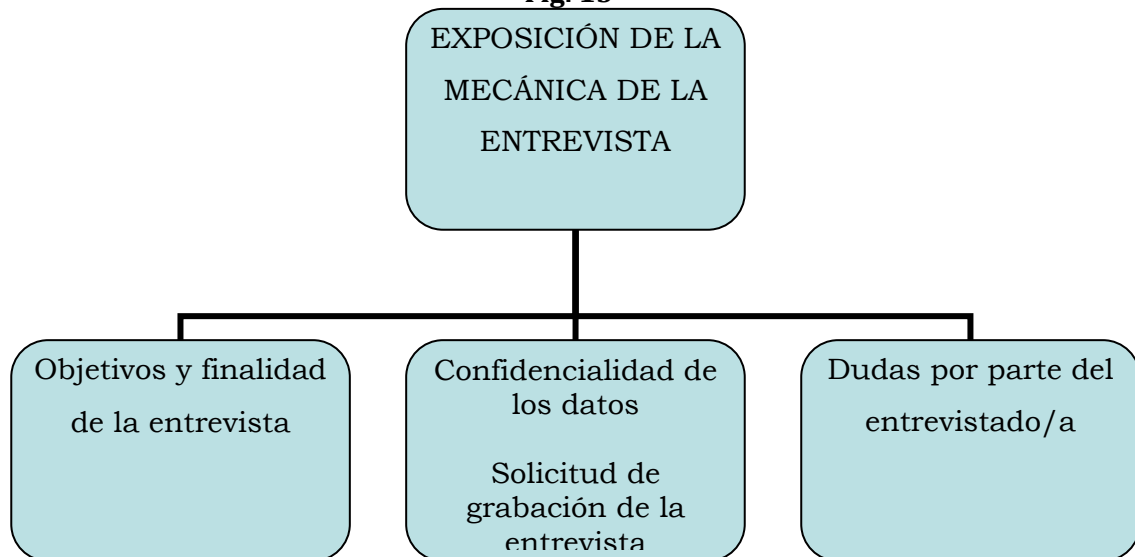 EXPOSICIÓN DE LA
MECÁNICA DE LA
ENTREVISTA
Objetivos y finalidad
de la entrevista
Confidencialidad de
los datos
Solicitud de
grabación de la
entrevista
Dudas por parte del
entrevistado/a